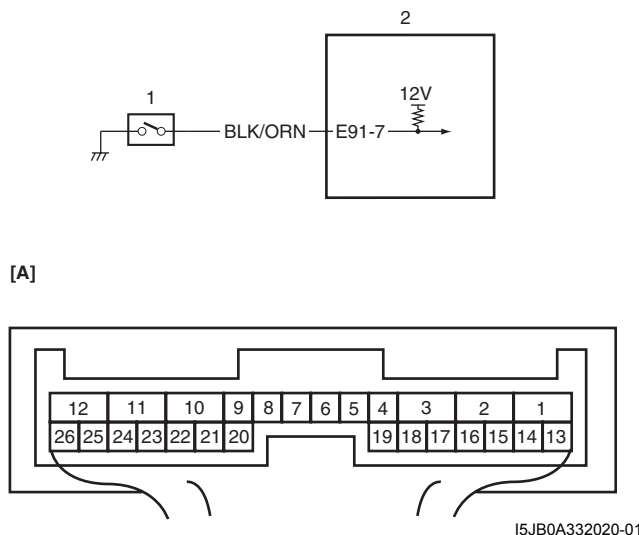 2
1
12V
BLK/ORN E91-7
[A]
12 11 10 9 8 7 6 5 4 3 2 1
26 25 24 23 22 21 20 19 18 17 16 15 14 13
I5JB0A332020-01